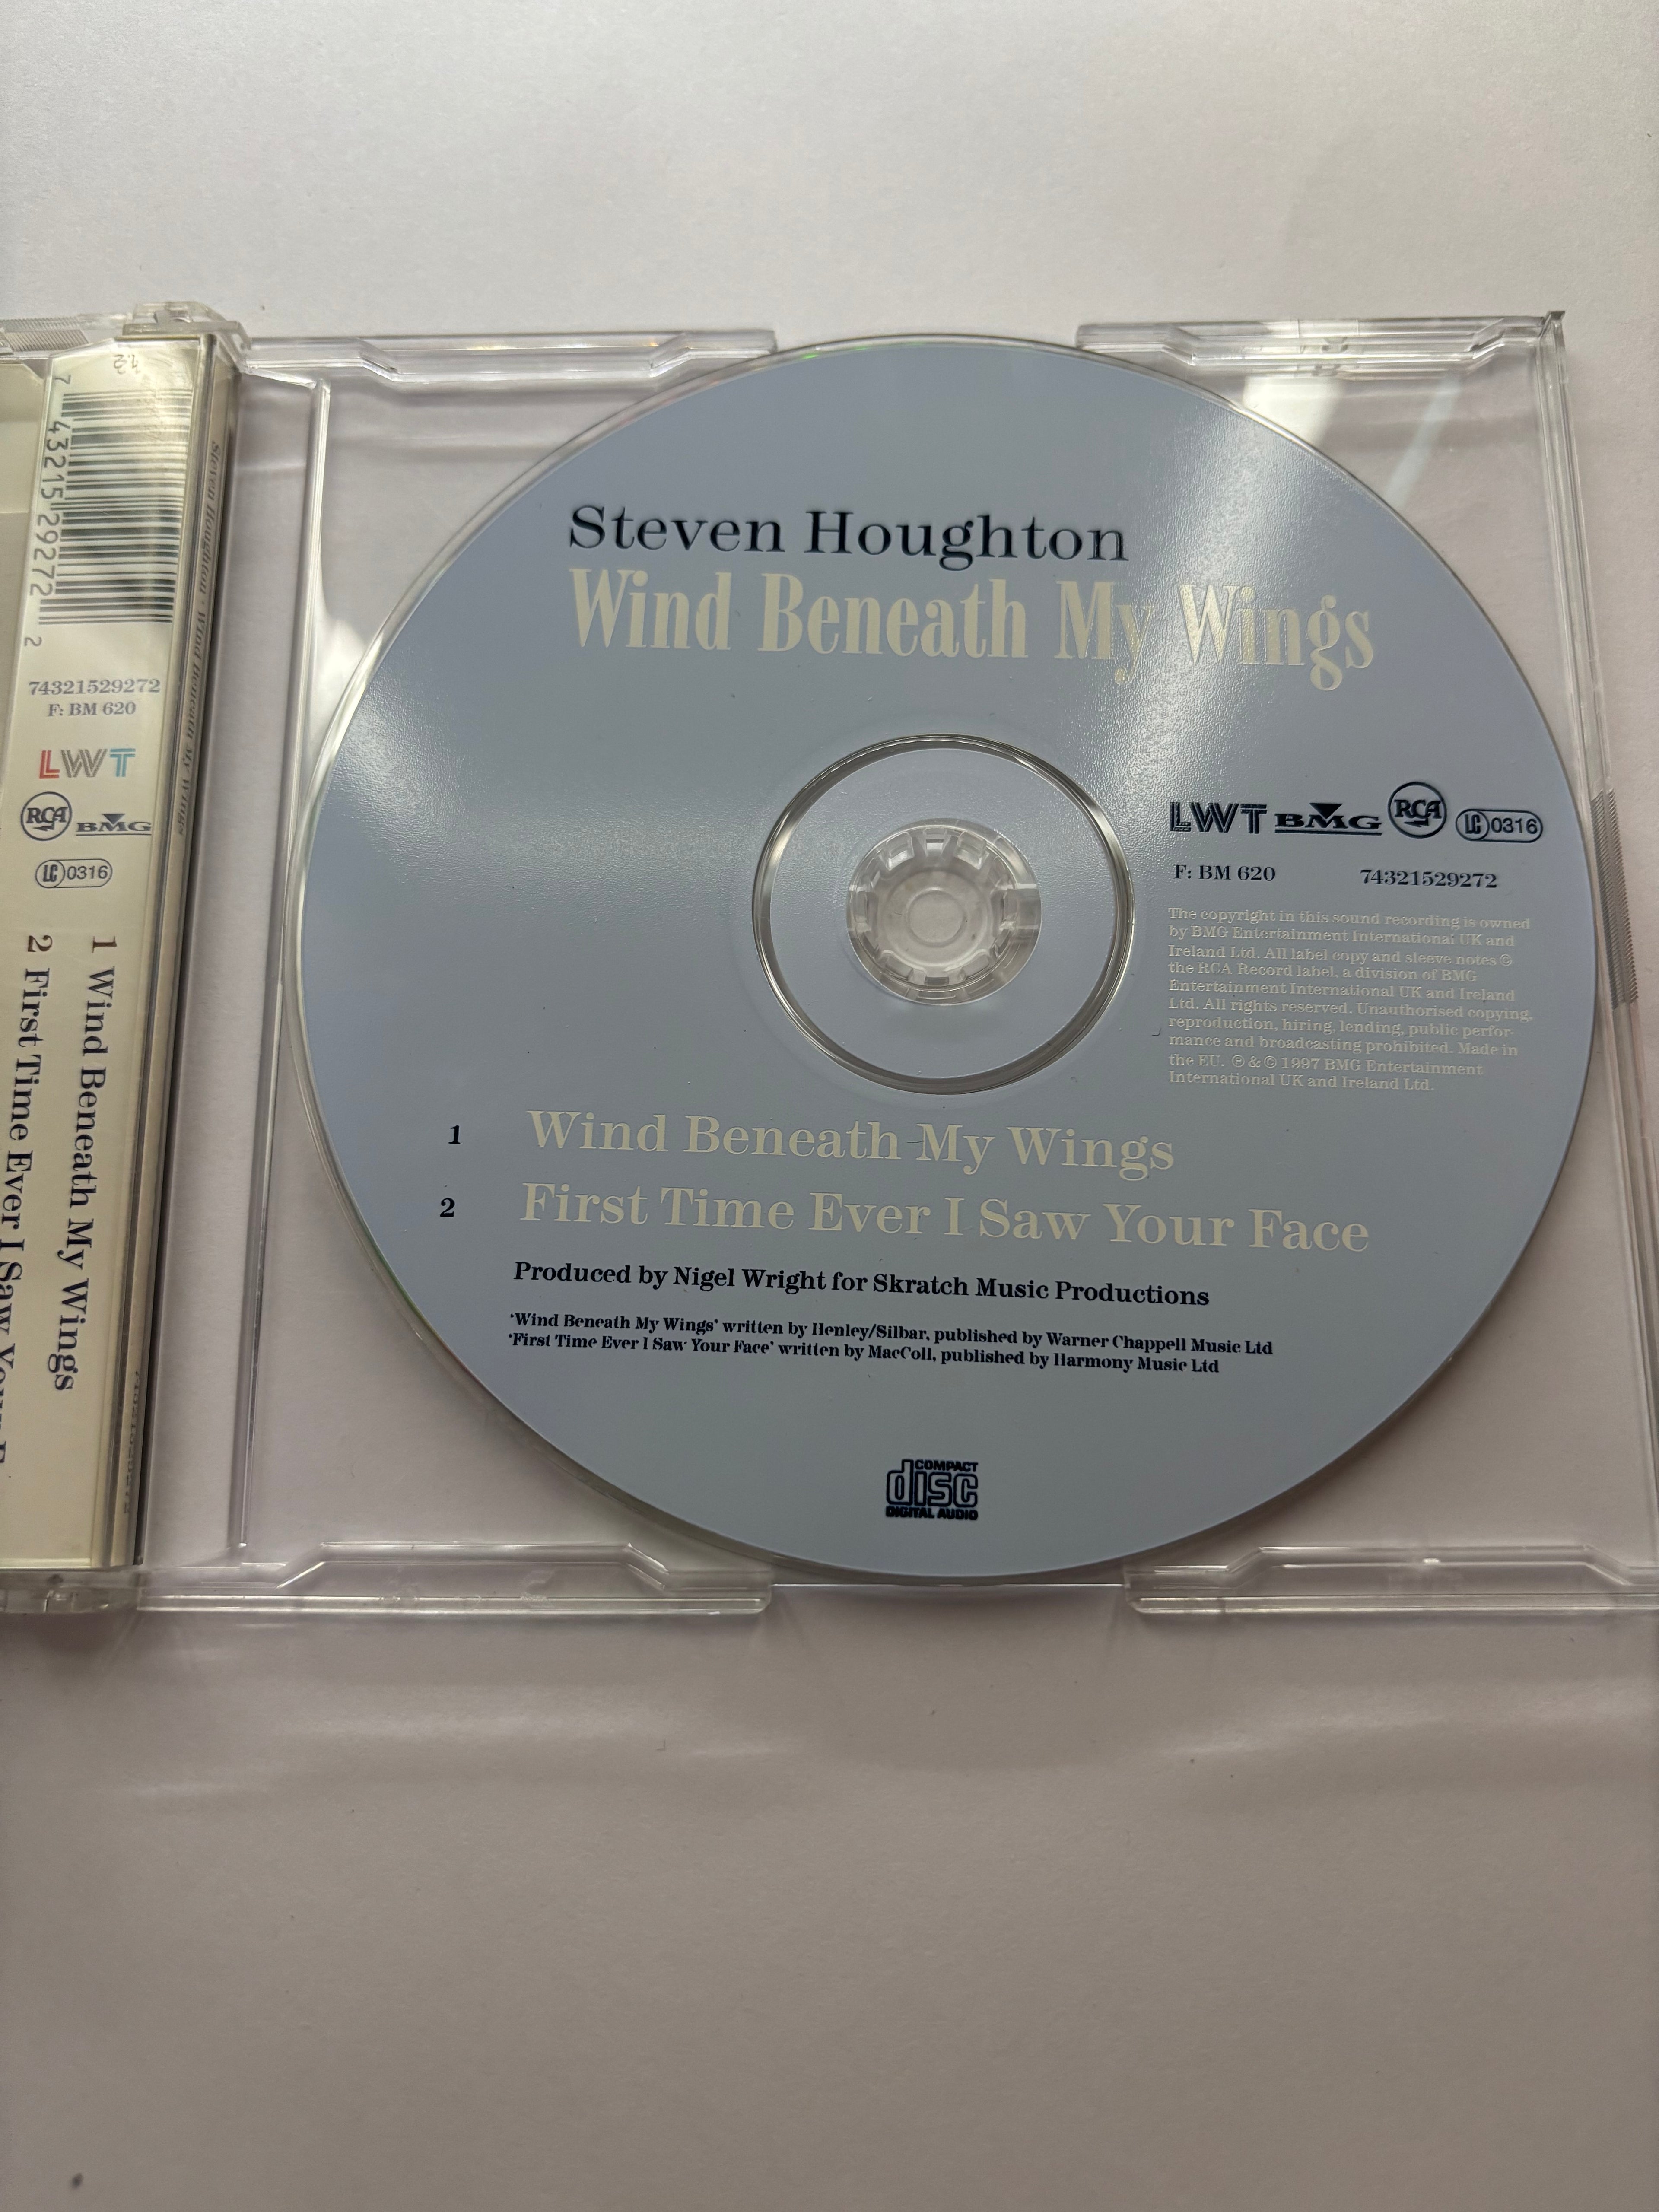 7 43215 29272 2
74321529272
F: BM 620
LWT
RCA
BMG
LC 0316
1 Wind Beneath My Wings
2 First Time Ever I Saw Your
Steven Houghton · Wind Beneath My Wings
Steven Houghton
Wind Beneath My Wings
LWT BMG RCA LC 0316
F: BM 620 74321529272
The copyright in this sound recording is owned
by BMG Entertainment International UK and
Ireland Ltd. All label copy and sleeve notes ©
the RCA Record label, a division of BMG
Entertainment International UK and Ireland
Ltd. All rights reserved. Unauthorised copying,
reproduction, hiring, lending, public perfor-
mance and broadcasting prohibited. Made in
the EU. ℗ & © 1997 BMG Entertainment
International UK and Ireland Ltd.
1 Wind Beneath My Wings
2 First Time Ever I Saw Your Face
Produced by Nigel Wright for Skratch Music Productions
'Wind Beneath My Wings' written by Henley/Silbar, published by Warner Chappell Music Ltd
'First Time Ever I Saw Your Face' written by MacColl, published by Harmony Music Ltd
COMPACT
disc
DIGITAL AUDIO